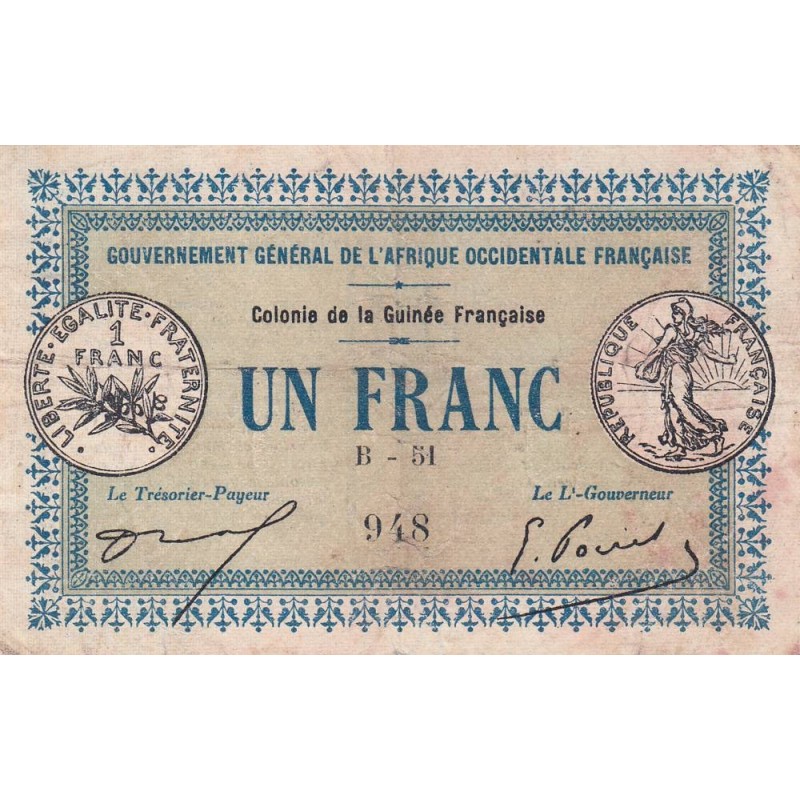 GOUVERNEMENT GÉNÉRAL DE L'AFRIQUE OCCIDENTALE FRANÇAISE
Colonie de la Guinée Française
LIBERTE · EGALITE · FRATERNITE ·
1
FRANC
REPUBLIQUE FRANÇAISE
UN FRANC
B - 51
Le Trésorier-Payeur
Le Lt-Gouverneur
948